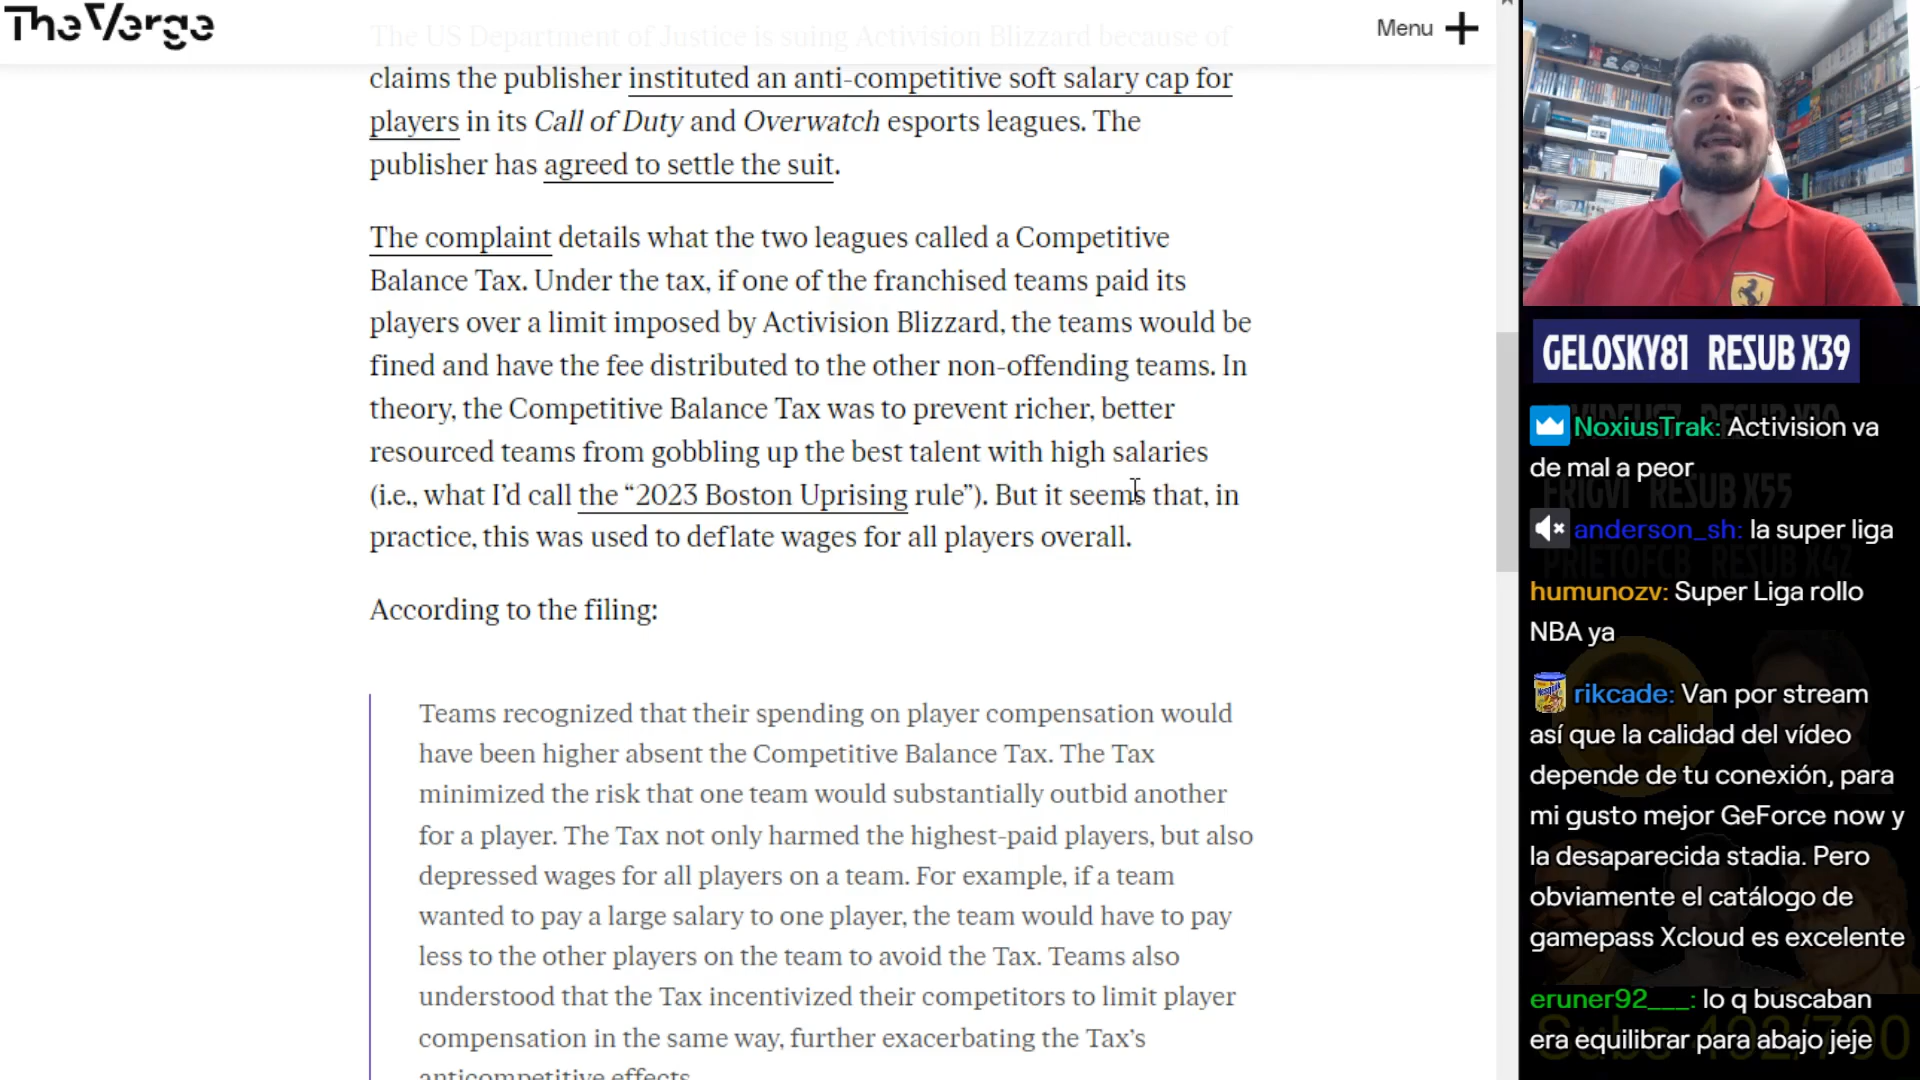 The Verge
Menu
The US Department of Justice is suing Activision Blizzard because of
claims the publisher instituted an anti-competitive soft salary cap for
players in its Call of Duty and Overwatch esports leagues. The
publisher has agreed to settle the suit.
The complaint details what the two leagues called a Competitive
Balance Tax. Under the tax, if one of the franchised teams paid its
players over a limit imposed by Activision Blizzard, the teams would be
fined and have the fee distributed to the other non-offending teams. In
theory, the Competitive Balance Tax was to prevent richer, better
resourced teams from gobbling up the best talent with high salaries
(i.e., what I’d call the “2023 Boston Uprising rule”). But it seems that, in
practice, this was used to deflate wages for all players overall.
According to the filing:
Teams recognized that their spending on player compensation would
have been higher absent the Competitive Balance Tax. The Tax
minimized the risk that one team would substantially outbid another
for a player. The Tax not only harmed the highest-paid players, but also
depressed wages for all players on a team. For example, if a team
wanted to pay a large salary to one player, the team would have to pay
less to the other players on the team to avoid the Tax. Teams also
understood that the Tax incentivized their competitors to limit player
compensation in the same way, further exacerbating the Tax’s
anticompetitive effects.
GELOSKY81 RESUB X39
NoxiusTrak: Activision va
de mal a peor
FRIGVI RESUB X55
anderson_sh: la super liga
PRIETOFCB RESUB X42
humunozv: Super Liga rollo
NBA ya
rikcade: Van por stream
así que la calidad del vídeo
depende de tu conexión, para
mi gusto mejor GeForce now y
la desaparecida stadia. Pero
obviamente el catálogo de
gamepass Xcloud es excelente
eruner92___: lo q buscaban
era equilibrar para abajo jeje
Subs 492/790